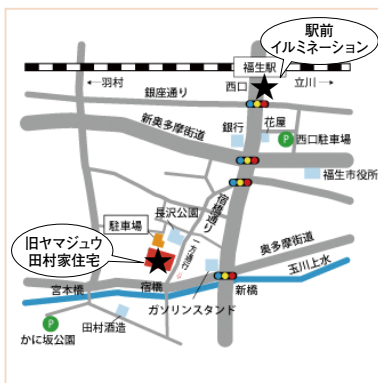 駅前
イルミネーション
福生駅
←羽村
西口
立川→
銀座通り
銀行
花屋
P
西口駐車場
新奥多摩街道
福生市役所
宿橋通り
長沢公園
駐車場
一方通行
旧ヤマジュウ
田村家住宅
奥多摩街道
玉川上水
宮本橋
宿橋
新橋
ガソリンスタンド
田村酒造
P
かに坂公園